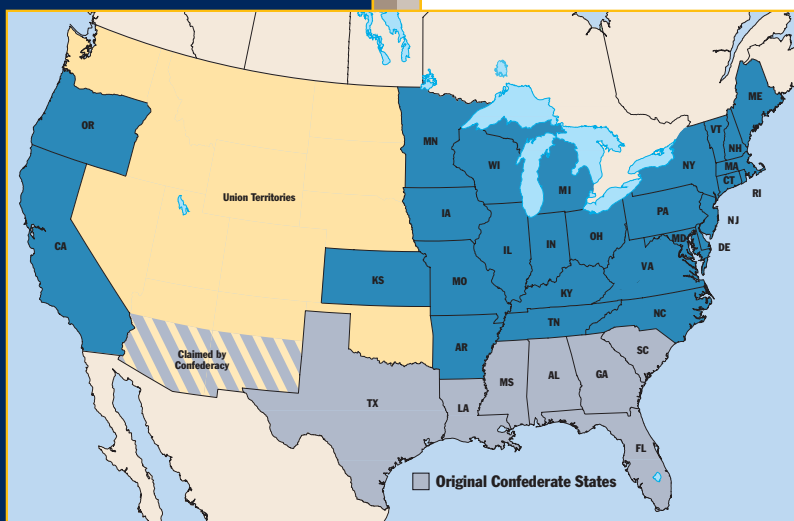 ME
OR
VT
MN
NH
WI
NY
MA
CT
MI
RI
Union Territories
IA
PA
NJ
OH
IL
IN
MD
CA
DE
KS
MO
VA
KY
NC
TN
AR
SC
Claimed by
Confederacy
MS
AL
GA
TX
LA
FL
Original Confederate States